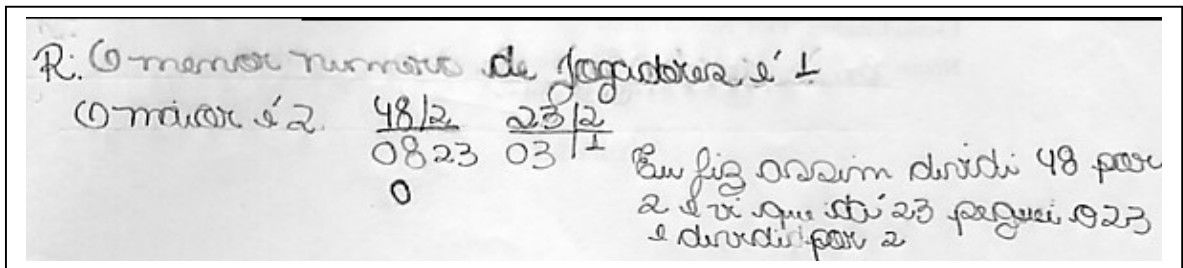 R: O menor numero de jogadores é 1
O maior é 2. 48|2 23|2
0823 03|1
0
Eu fiz assim dividi 48 por
2 e vi que 23 peguei o 23
e dividi por 2